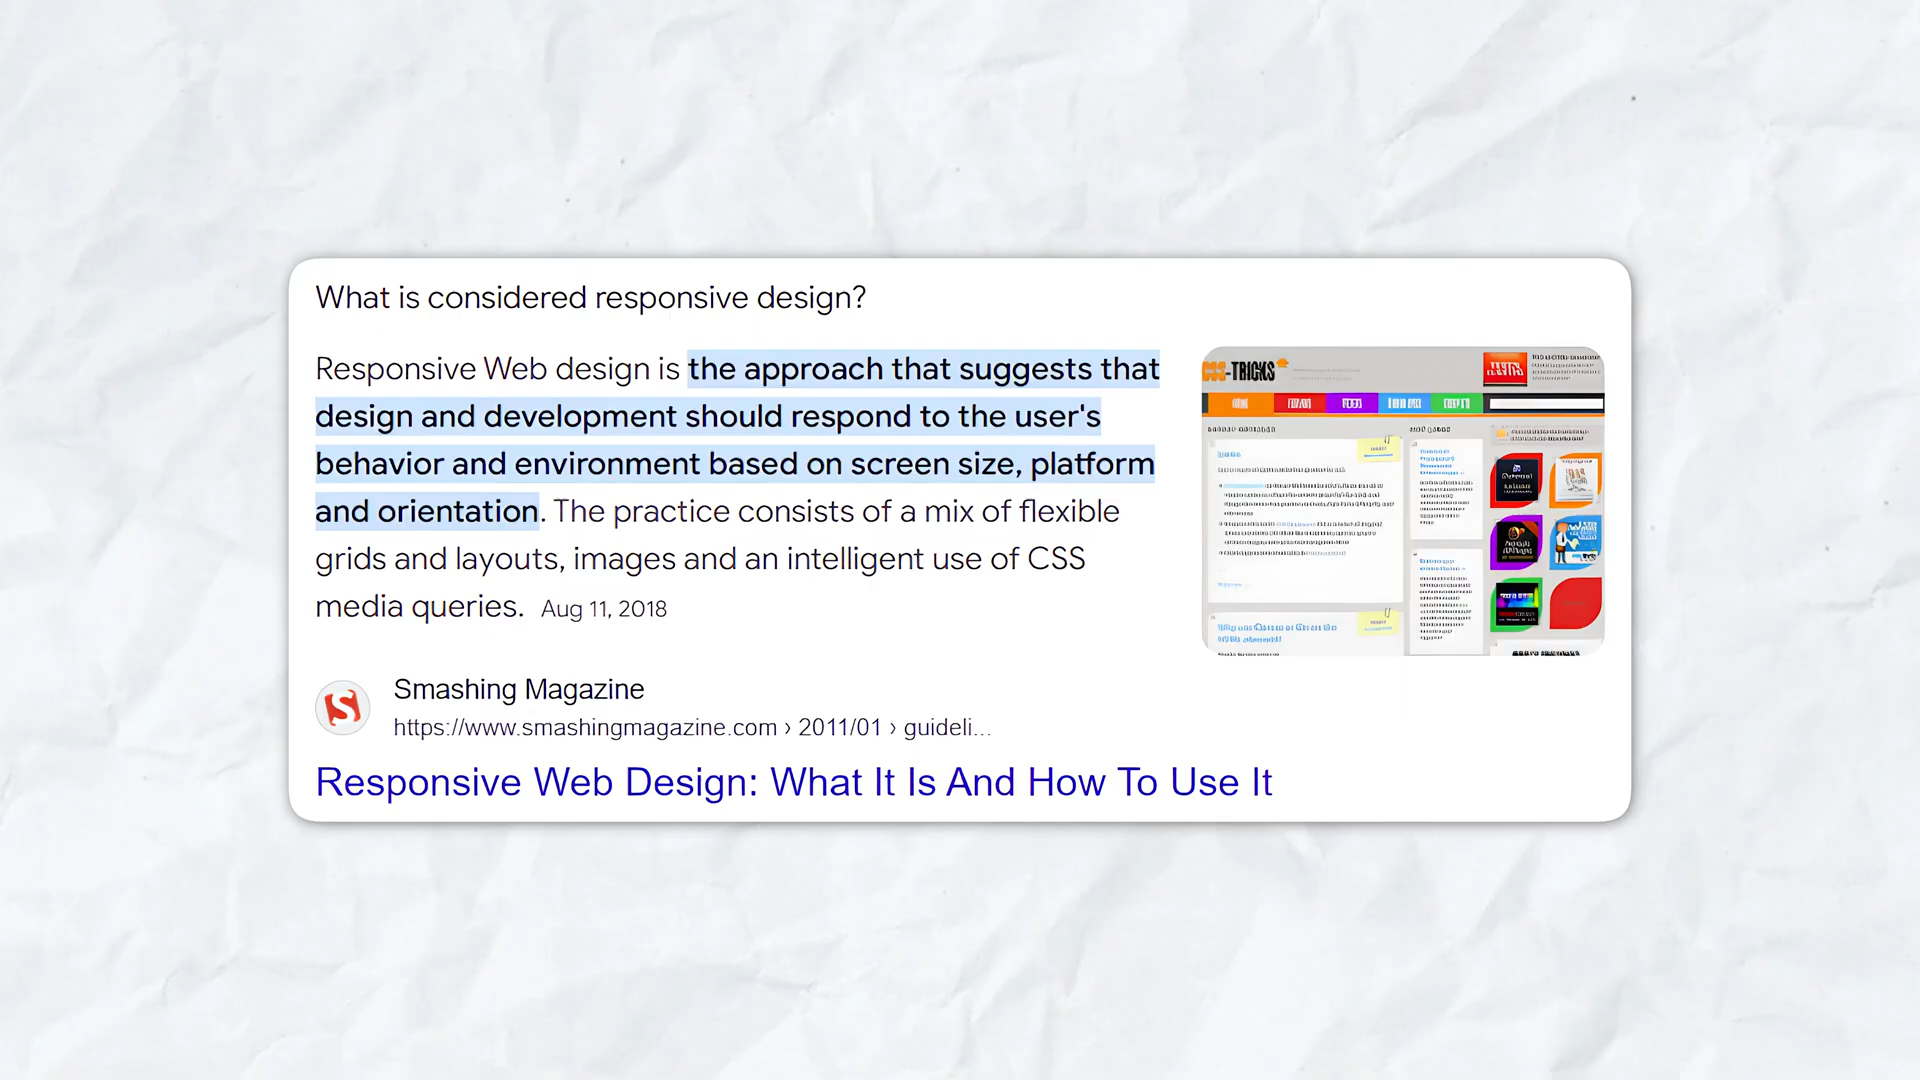 What is considered responsive design?
Responsive Web design is the approach that suggests that
design and development should respond to the user's
behavior and environment based on screen size, platform
and orientation. The practice consists of a mix of flexible
grids and layouts, images and an intelligent use of CSS
media queries. Aug 11, 2018
-TRICKS
Smashing Magazine
https://www.smashingmagazine.com › 2011/01 › guideli...
Responsive Web Design: What It Is And How To Use It